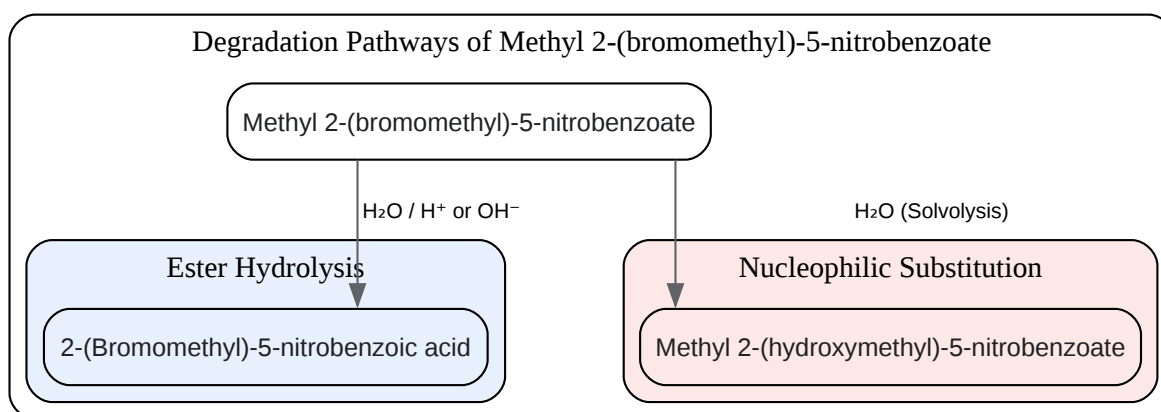 Degradation Pathways of Methyl 2-(bromomethyl)-5-nitrobenzoate
Methyl 2-(bromomethyl)-5-nitrobenzoate
H₂O / H⁺ or OH⁻
H₂O (Solvolysis)
Ester Hydrolysis
Nucleophilic Substitution
2-(Bromomethyl)-5-nitrobenzoic acid
Methyl 2-(hydroxymethyl)-5-nitrobenzoate